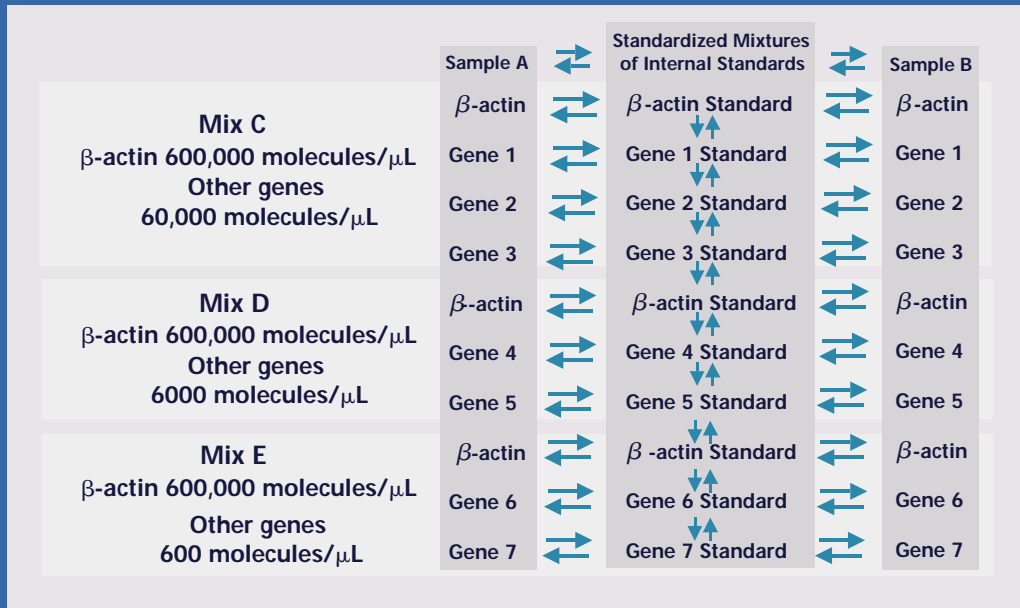 Sample A
Standardized Mixtures
of Internal Standards
Sample B
Mix C
β-actin 600,000 molecules/μL
Other genes
60,000 molecules/μL
β-actin
β-actin Standard
β-actin
Gene 1
Gene 1 Standard
Gene 1
Gene 2
Gene 2 Standard
Gene 2
Gene 3
Gene 3 Standard
Gene 3
Mix D
β-actin 600,000 molecules/μL
Other genes
6000 molecules/μL
β--actin
β-actin Standard
β-actin
Gene 4
Gene 4 Standard
Gene 4
Gene 5
Gene 5 Standard
Gene 5
Mix E
β-actin 600,000 molecules/μL
Other genes
600 molecules/μL
β-actin
β -actin Standard
β-actin
Gene 6
Gene 6 Standard
Gene 6
Gene 7
Gene 7 Standard
Gene 7